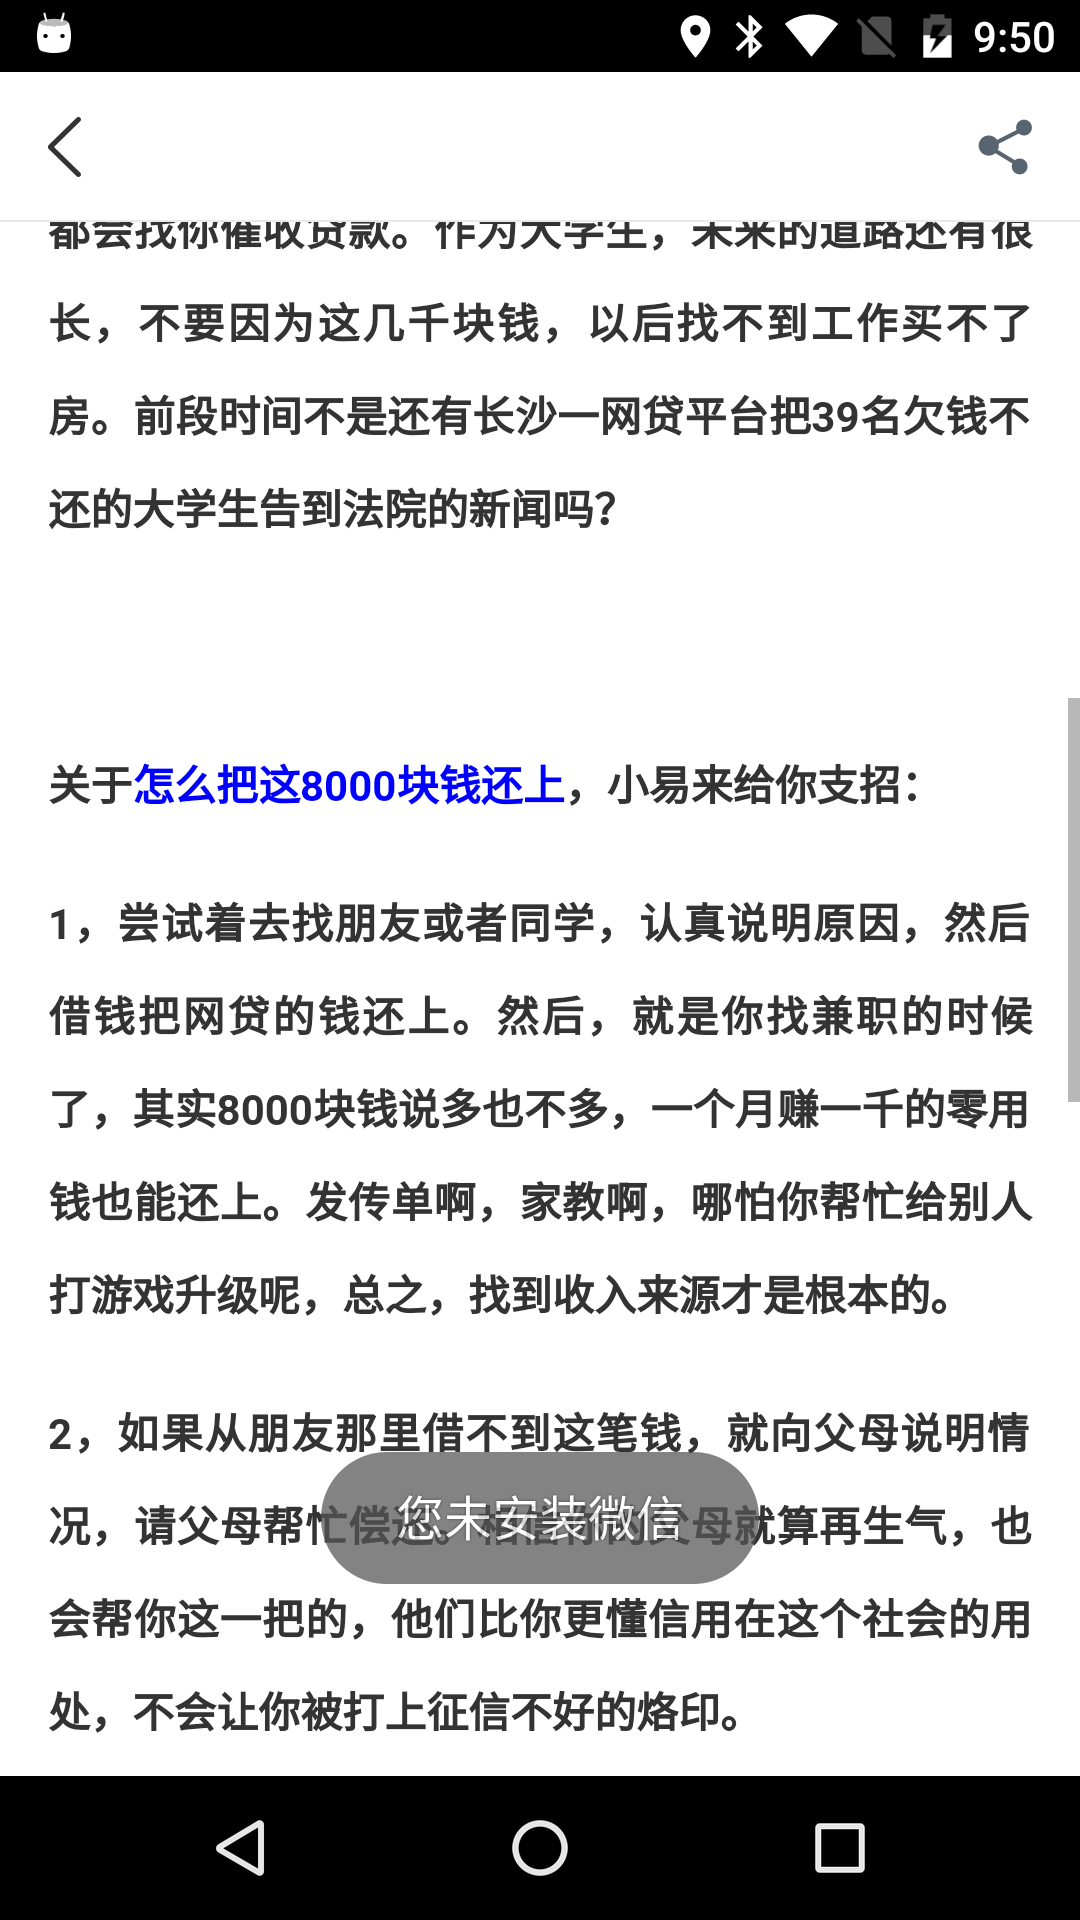 9:50
都会找你催收贷款。作为大学生，未来的道路还有很
长，不要因为这几千块钱，以后找不到工作买不了
房。前段时间不是还有长沙一网贷平台把39名欠钱不
还的大学生告到法院的新闻吗？
关于怎么把这8000块钱还上，小易来给你支招：
1，尝试着去找朋友或者同学，认真说明原因，然后
借钱把网贷的钱还上。然后，就是你找兼职的时候
了，其实8000块钱说多也不多，一个月赚一千的零用
钱也能还上。发传单啊，家教啊，哪怕你帮忙给别人
打游戏升级呢，总之，找到收入来源才是根本的。
2，如果从朋友那里借不到这笔钱，就向父母说明情
况，请父母帮忙偿还。相信你的父母就算再生气，也
您未安装微信
会帮你这一把的，他们比你更懂信用在这个社会的用
处，不会让你被打上征信不好的烙印。